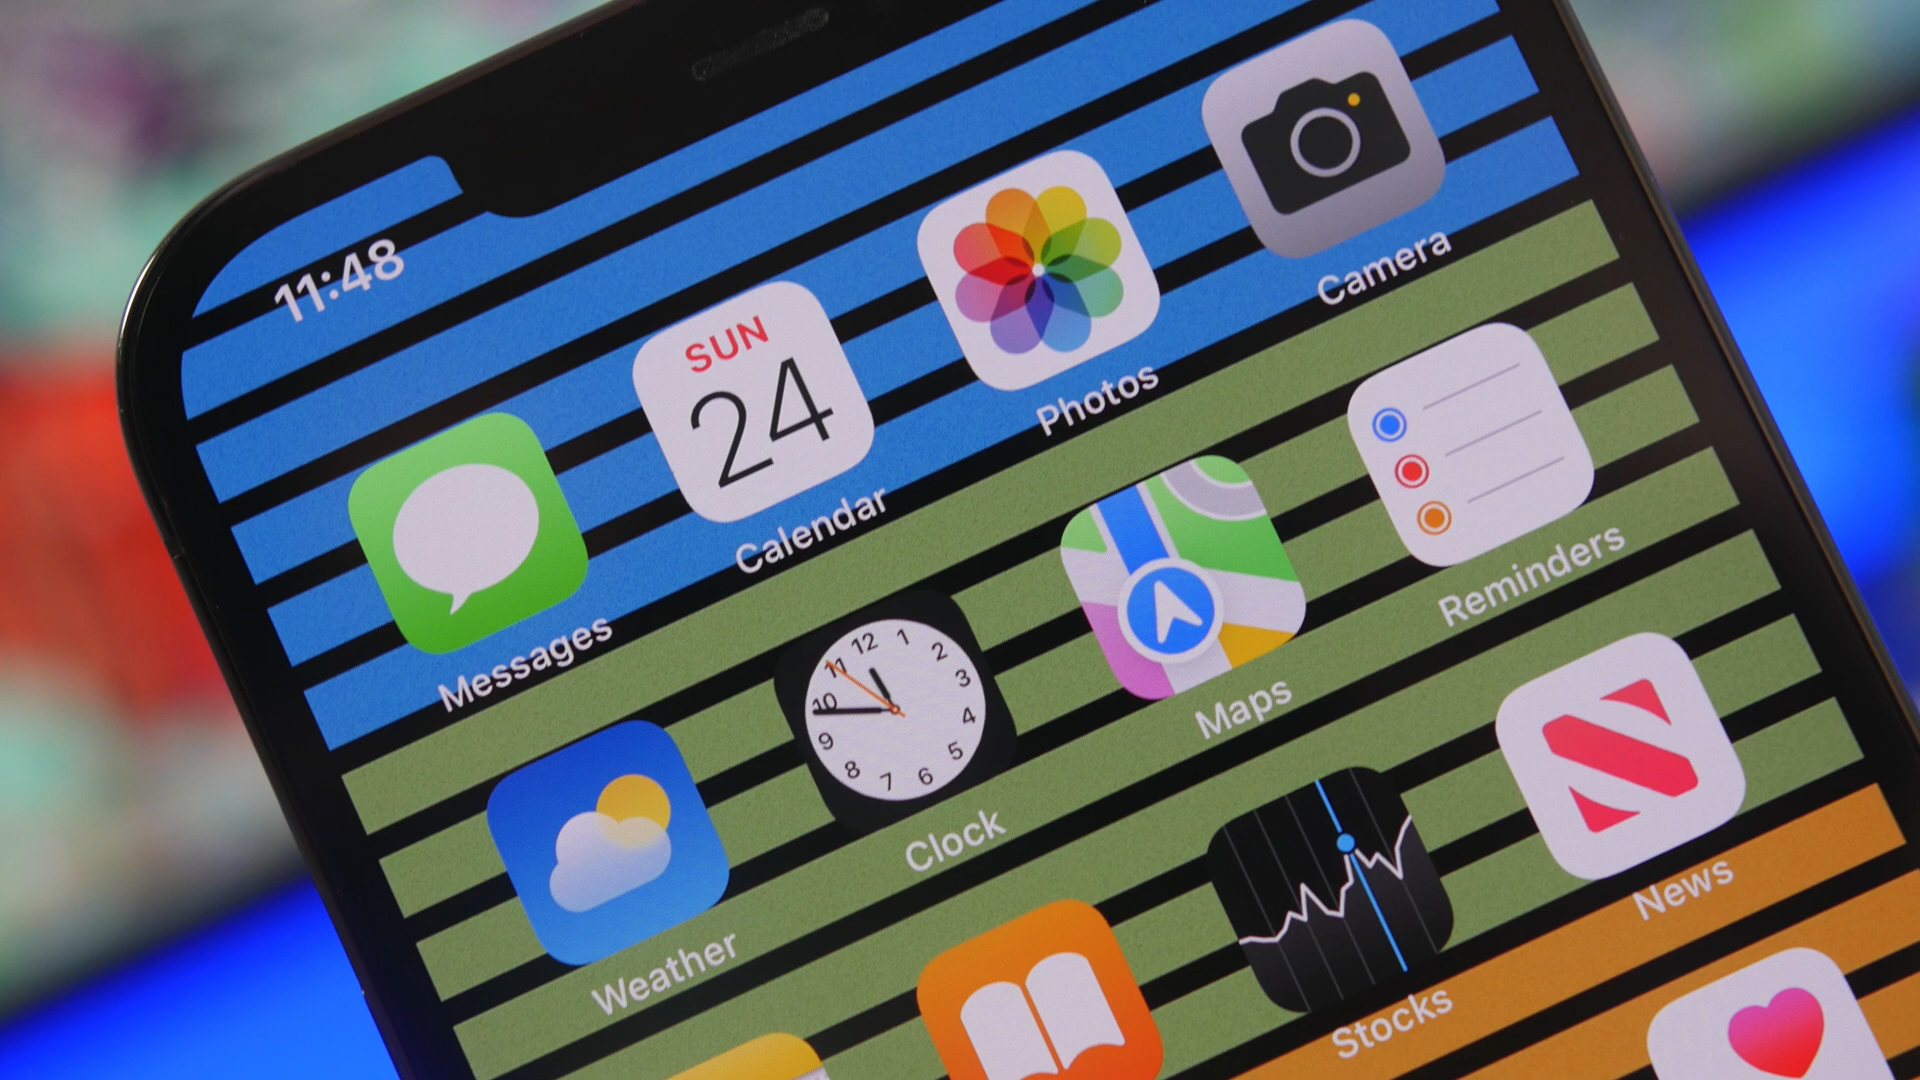 11:48
SUN
24
Messages
Calendar
Photos
Camera
12
1
2
3
4
5
6
7
8
9
10
11
Weather
Clock
Maps
Reminders
Stocks
News